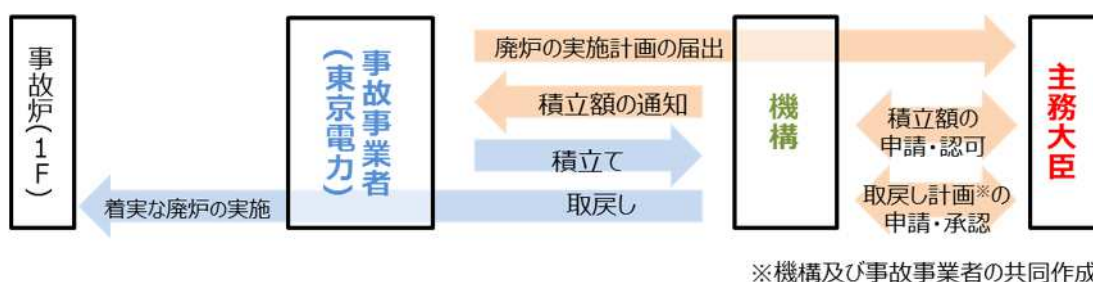 事故炉（1F）
事故事業者
（東京電力）
廃炉の実施計画の届出
積立額の通知
積立て
取戻し
着実な廃炉の実施
機構
積立額の
申請・認可
取戻し計画※の
申請・承認
主務大臣
※機構及び事故事業者の共同作成